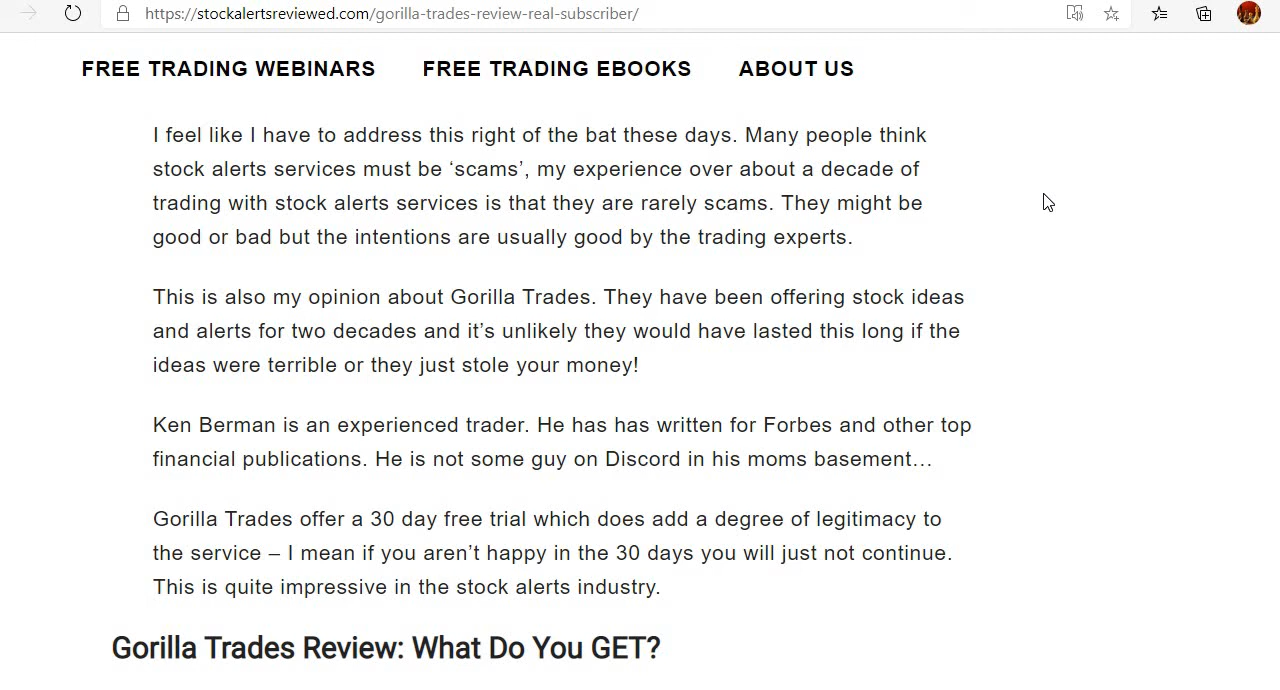 https://stockalertsreviewed.com/gorilla-trades-review-real-subscriber/
FREE TRADING WEBINARS FREE TRADING EBOOKS ABOUT US
I feel like I have to address this right of the bat these days. Many people think
stock alerts services must be ‘scams’, my experience over about a decade of
trading with stock alerts services is that they are rarely scams. They might be
good or bad but the intentions are usually good by the trading experts.
This is also my opinion about Gorilla Trades. They have been offering stock ideas
and alerts for two decades and it’s unlikely they would have lasted this long if the
ideas were terrible or they just stole your money!
Ken Berman is an experienced trader. He has has written for Forbes and other top
financial publications. He is not some guy on Discord in his moms basement…
Gorilla Trades offer a 30 day free trial which does add a degree of legitimacy to
the service – I mean if you aren’t happy in the 30 days you will just not continue.
This is quite impressive in the stock alerts industry.
Gorilla Trades Review: What Do You GET?